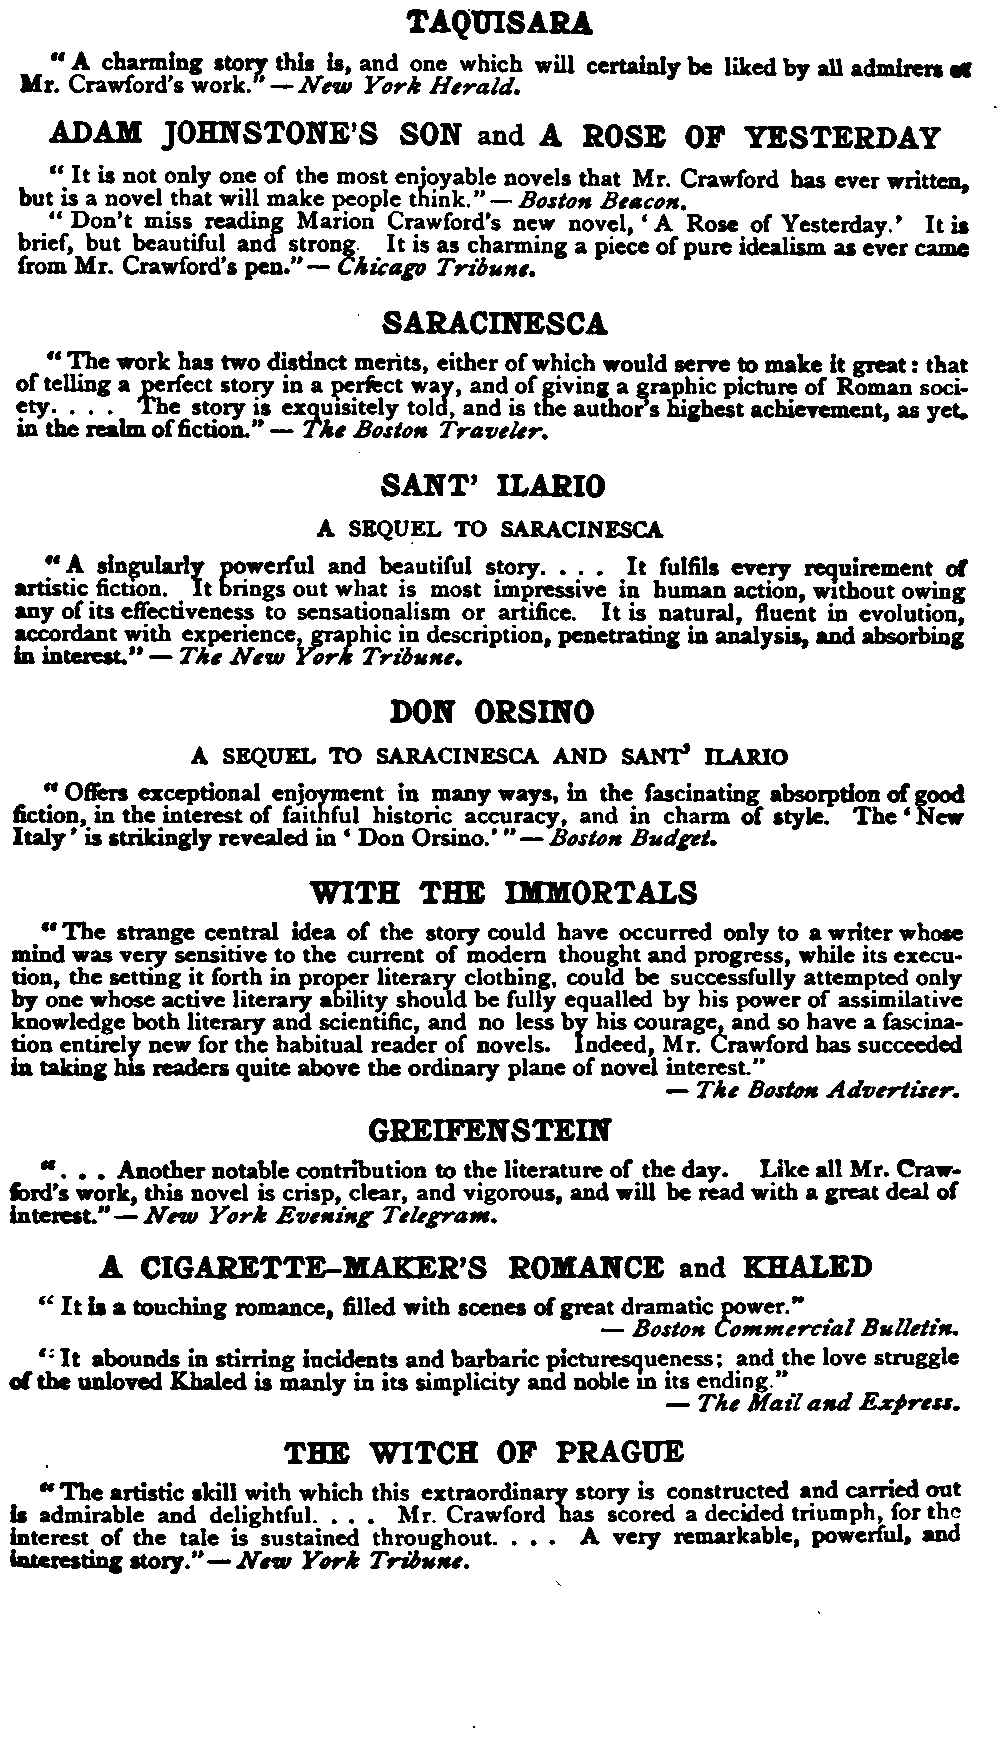 TAQUISARA
“A charming story this is, and one which will certainly be liked by all admirers of
Mr. Crawford's work.” — New York Herald.
ADAM JOHNSTONE'S SON and A ROSE OF YESTERDAY
“It is not only one of the most enjoyable novels that Mr. Crawford has ever written,
but is a novel that will make people think.” — Boston Beacon.
“Don't miss reading Marion Crawford's new novel, ‘A Rose of Yesterday.’ It is
brief, but beautiful and strong. It is as charming a piece of pure idealism as ever came
from Mr. Crawford's pen.” — Chicago Tribune.
SARACINESCA
“The work has two distinct merits, either of which would serve to make it great: that
of telling a perfect story in a perfect way, and of giving a graphic picture of Roman soci-
ety. . . . The story is exquisitely told, and is the author's highest achievement, as yet,
in the realm of fiction.” — The Boston Traveler.
SANT' ILARIO
A SEQUEL TO SARACINESCA
“A singularly powerful and beautiful story. . . . It fulfils every requirement of
artistic fiction. It brings out what is most impressive in human action, without owing
any of its effectiveness to sensationalism or artifice. It is natural, fluent in evolution,
accordant with experience, graphic in description, penetrating in analysis, and absorbing
in interest.” — The New York Tribune.
DON ORSINO
A SEQUEL TO SARACINESCA AND SANT' ILARIO
“Offers exceptional enjoyment in many ways, in the fascinating absorption of good
fiction, in the interest of faithful historic accuracy, and in charm of style. The ‘New
Italy’ is strikingly revealed in ‘Don Orsino.’” — Boston Budget.
WITH THE IMMORTALS
“The strange central idea of the story could have occurred only to a writer whose
mind was very sensitive to the current of modern thought and progress, while its execu-
tion, the setting it forth in proper literary clothing, could be successfully attempted only
by one whose active literary ability should be fully equalled by his power of assimilative
knowledge both literary and scientific, and no less by his courage, and so have a fascina-
tion entirely new for the habitual reader of novels. Indeed, Mr. Crawford has succeeded
in taking his readers quite above the ordinary plane of novel interest.”
— The Boston Advertiser.
GREIFENSTEIN
“. . . Another notable contribution to the literature of the day. Like all Mr. Craw-
ford's work, this novel is crisp, clear, and vigorous, and will be read with a great deal of
interest.” — New York Evening Telegram.
A CIGARETTE-MAKER'S ROMANCE and KHALED
“It is a touching romance, filled with scenes of great dramatic power.”
— Boston Commercial Bulletin.
“It abounds in stirring incidents and barbaric picturesqueness; and the love struggle
of the unloved Khaled is manly in its simplicity and noble in its ending.”
— The Mail and Express.
THE WITCH OF PRAGUE
“The artistic skill with which this extraordinary story is constructed and carried out
is admirable and delightful. . . . Mr. Crawford has scored a decided triumph, for the
interest of the tale is sustained throughout. . . . A very remarkable, powerful, and
interesting story.” — New York Tribune.